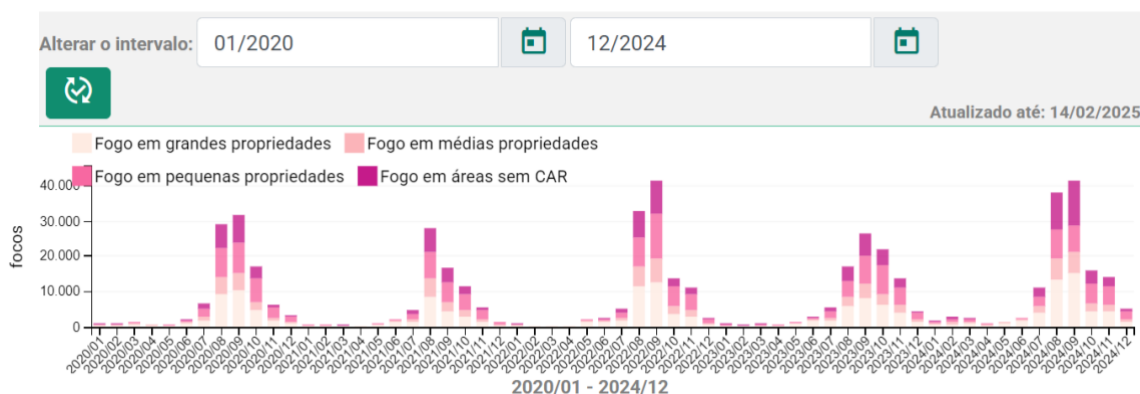 Alterar o intervalo: 01/2020 12/2024
Atualizado até: 14/02/2025
Fogo em grandes propriedades Fogo em médias propriedades
Fogo em pequenas propriedades Fogo em áreas sem CAR
focos
40.000
30.000
20.000
10.000
0
2020/01 2020/02 2020/03 2020/04 2020/05 2020/06 2020/07 2020/08 2020/09 2020/10 2020/11 2020/12 2021/01 2021/02 2021/03 2021/04 2021/05 2021/06 2021/07 2021/08 2021/09 2021/10 2021/11 2021/12 2022/01 2022/02 2022/03 2022/04 2022/05 2022/06 2022/07 2022/08 2022/09 2022/10 2022/11 2022/12 2023/01 2023/02 2023/03 2023/04 2023/05 2023/06 2023/07 2023/08 2023/09 2023/10 2023/11 2023/12 2024/01 2024/02 2024/03 2024/04 2024/05 2024/06 2024/07 2024/08 2024/09 2024/10 2024/11 2024/12
2020/01 - 2024/12